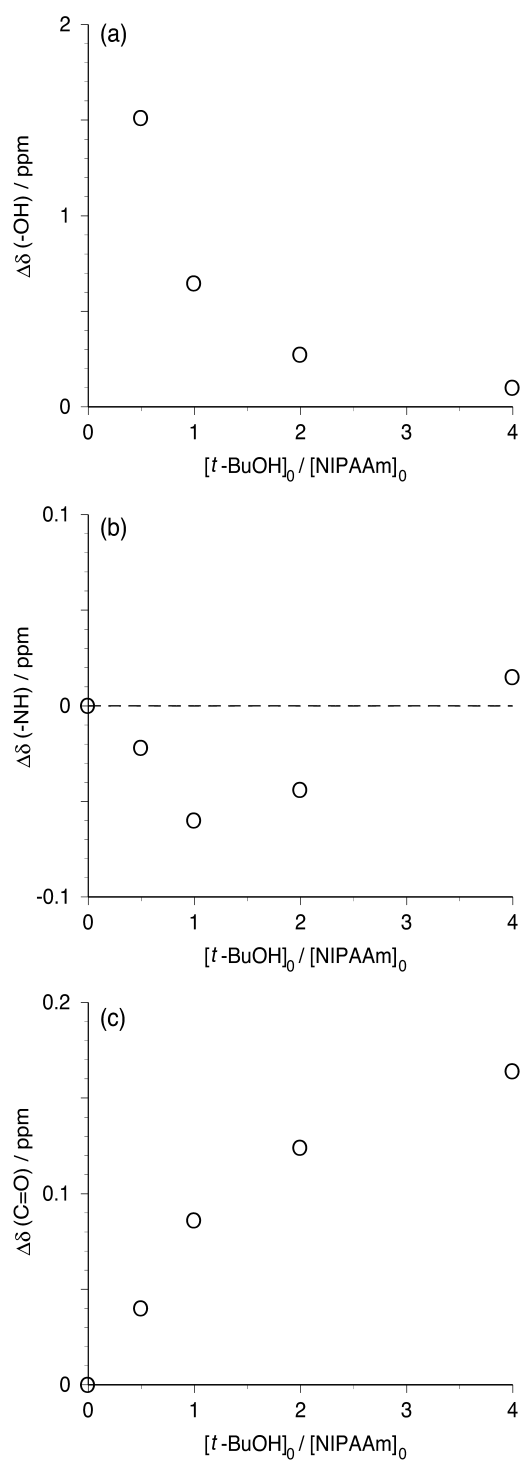 (a)
2
1
0
Δδ (-OH) / ppm
0 1 2 3 4
[t -BuOH]0 / [NIPAAm]0
(b)
0.1
0
-0.1
Δδ (-NH) / ppm
0 1 2 3 4
[t -BuOH]0 / [NIPAAm]0
(c)
0.2
0.1
0
Δδ (C=O) / ppm
0 1 2 3 4
[t -BuOH]0 / [NIPAAm]0